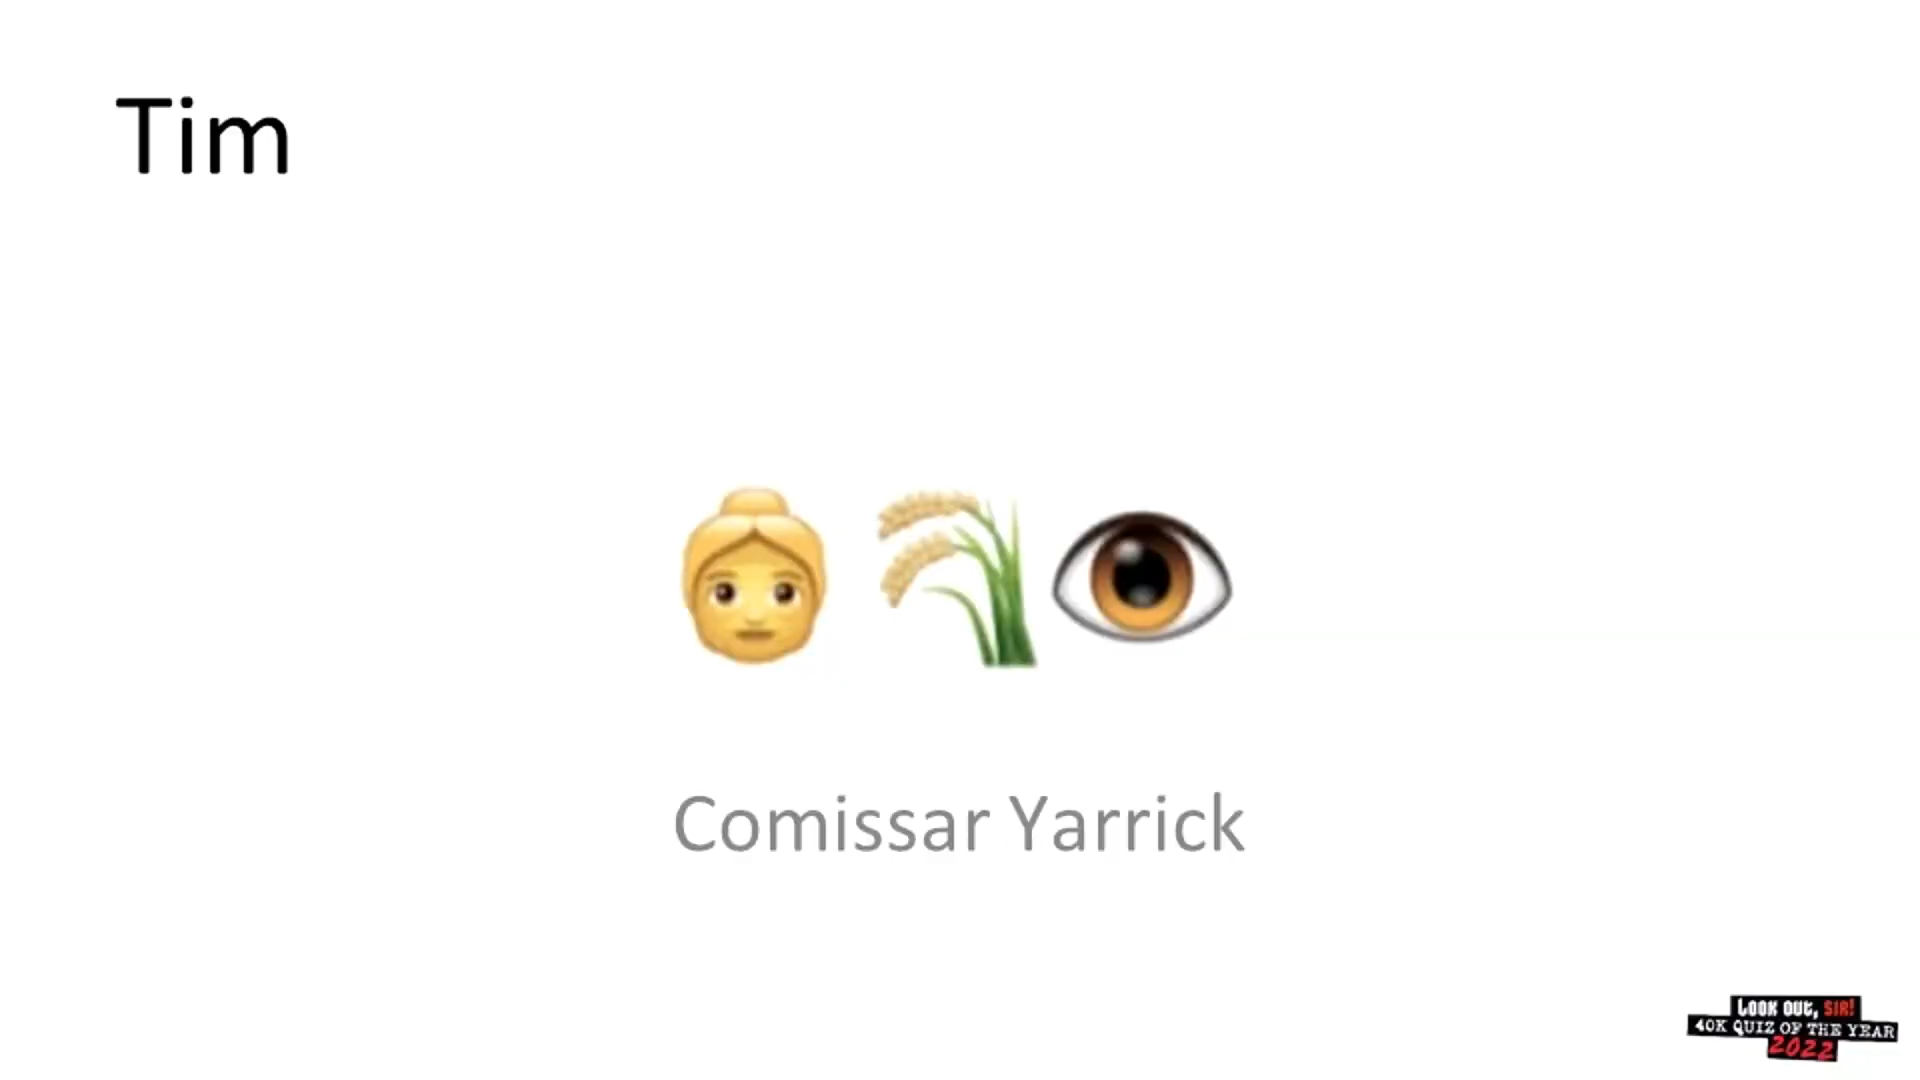 Tim
Comissar Yarrick
LOOK OUT, SIR!
40K QUIZ OF THE YEAR
2022